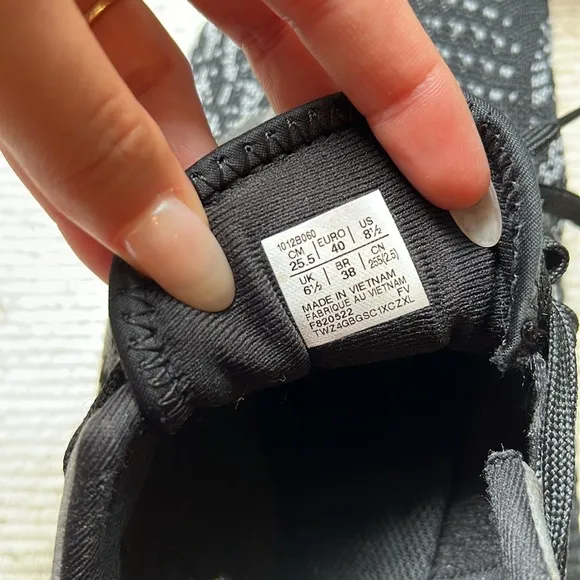 1012B060
CM EURO US
25.5 40 8½
UK BR CN
6½ 38 255(2.5)
MADE IN VIETNAM
FABRIQUE AU VIETNAM
F820522 FV
TWZ4GBGSC1XCZXL